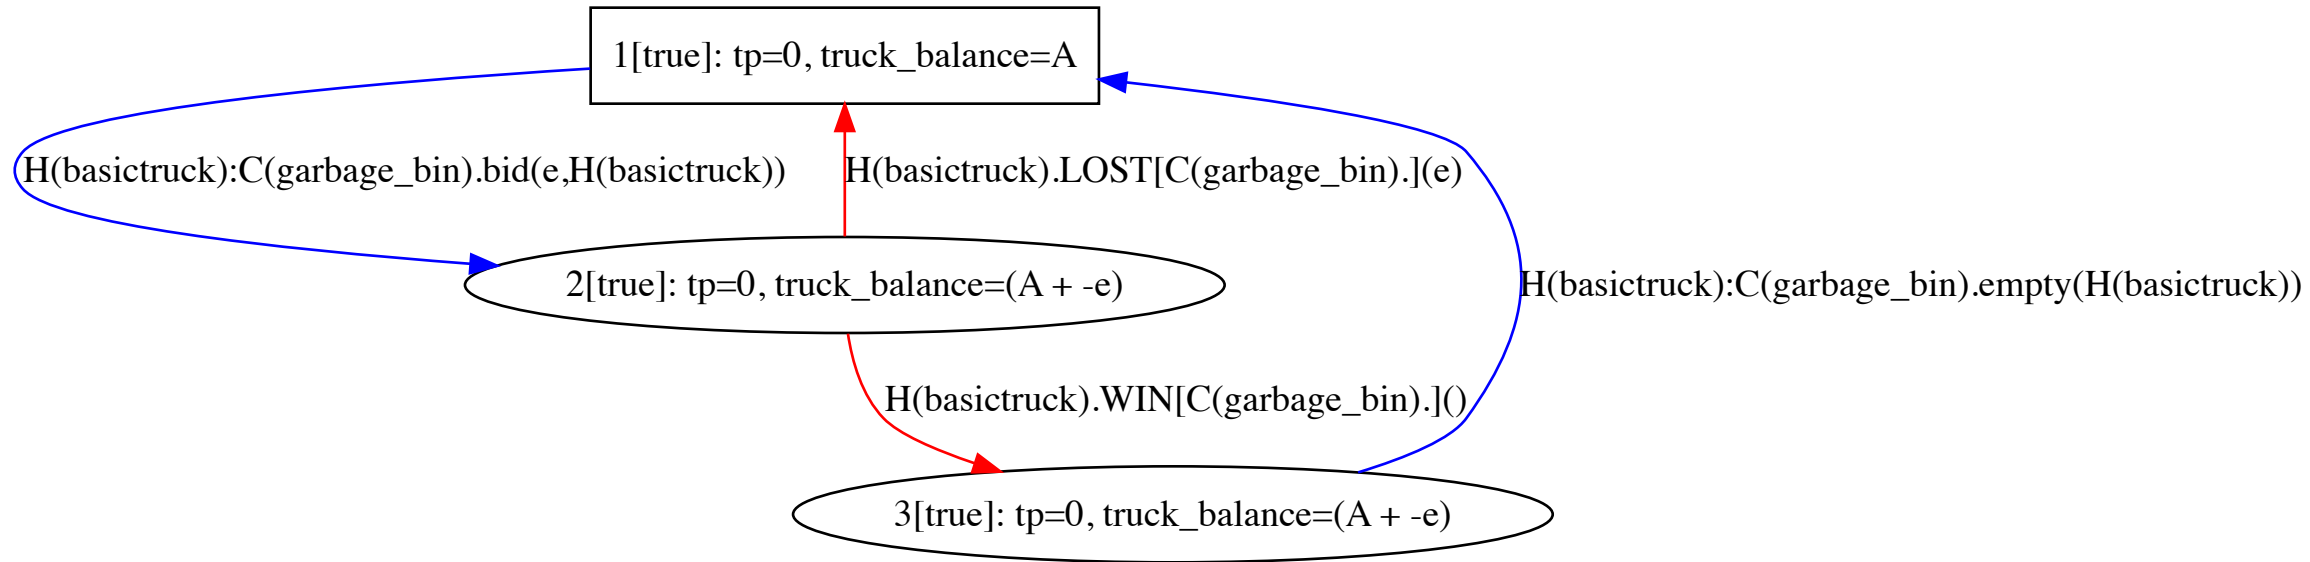 1[true]: tp=0, truck_balance=A
H(basictruck):C(garbage_bin).bid(e,H(basictruck))
H(basictruck).LOST[C(garbage_bin).](e)
2[true]: tp=0, truck_balance=(A + -e)
H(basictruck):C(garbage_bin).empty(H(basictruck))
H(basictruck).WIN[C(garbage_bin).]()
3[true]: tp=0, truck_balance=(A + -e)